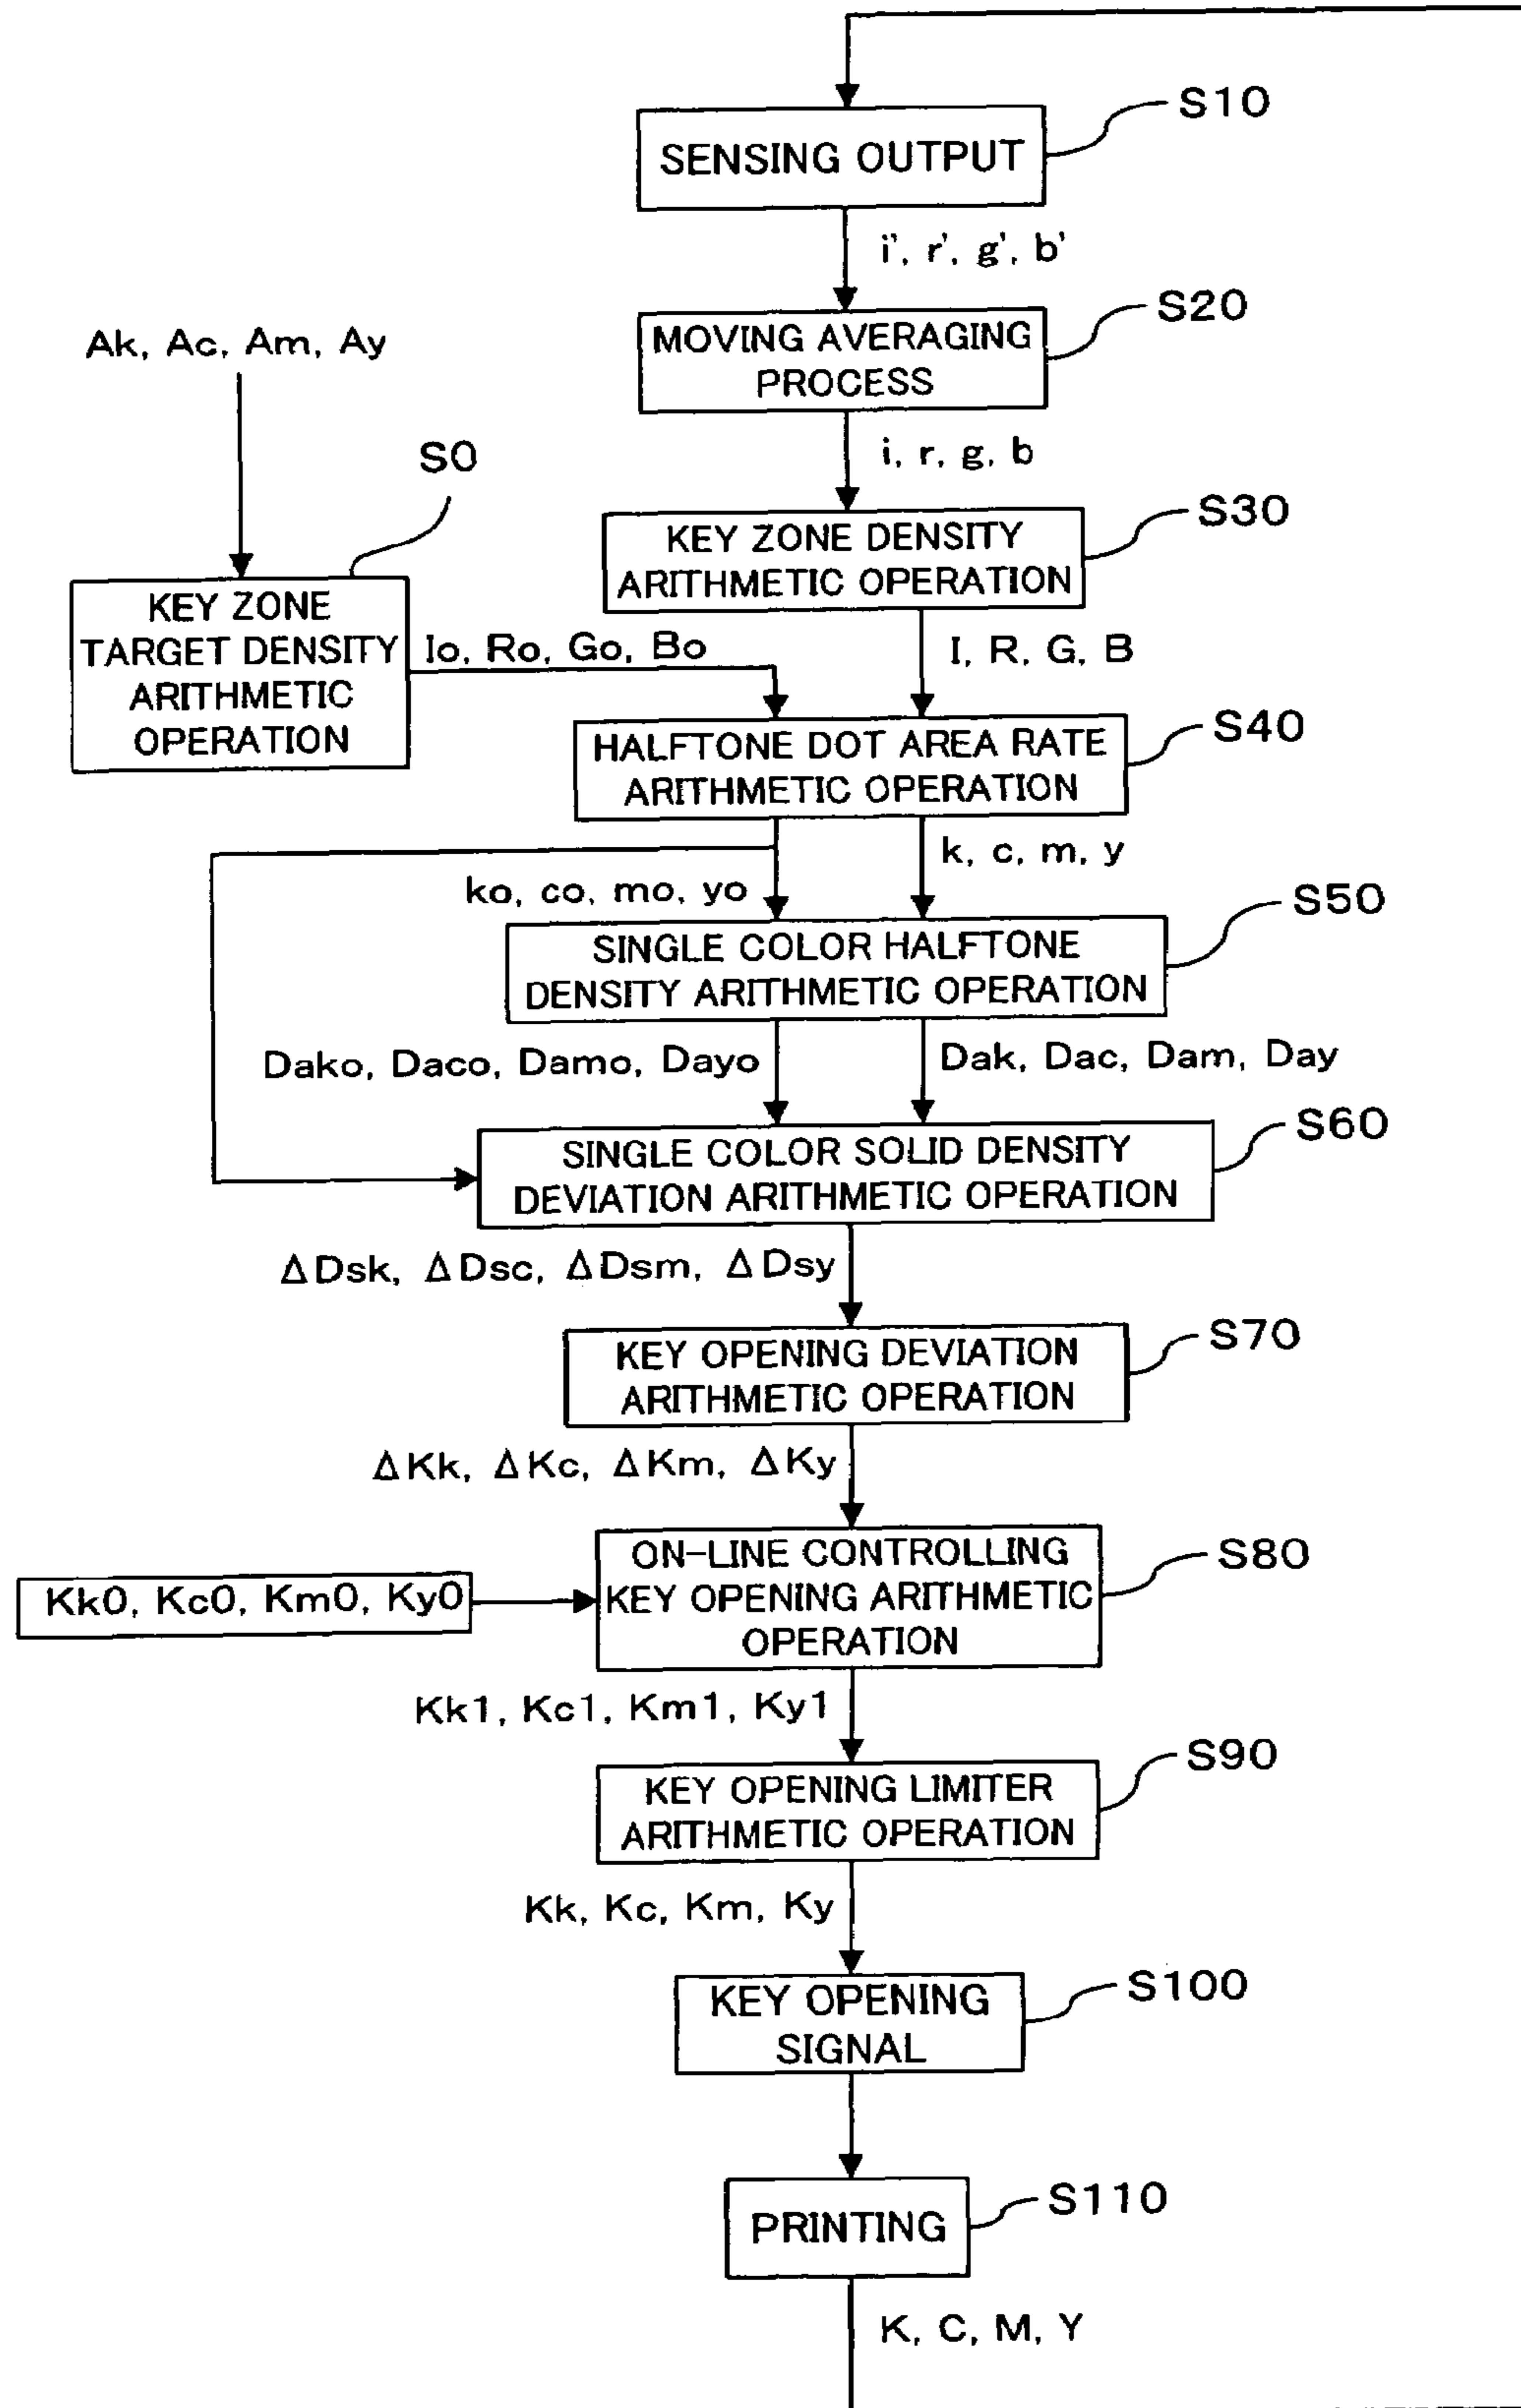 S10
SENSING OUTPUT
i', r', g', b'
S20
MOVING AVERAGING
PROCESS
Ak, Ac, Am, Ay
i, r, g, b
S0
S30
KEY ZONE DENSITY
ARITHMETIC OPERATION
KEY ZONE
TARGET DENSITY
ARITHMETIC
OPERATION
Io, Ro, Go, Bo
I, R, G, B
S40
HALFTONE DOT AREA RATE
ARITHMETIC OPERATION
k, c, m, y
ko, co, mo, yo
S50
SINGLE COLOR HALFTONE
DENSITY ARITHMETIC OPERATION
Dako, Daco, Damo, Dayo
Dak, Dac, Dam, Day
S60
SINGLE COLOR SOLID DENSITY
DEVIATION ARITHMETIC OPERATION
ΔDsk, ΔDsc, ΔDsm, ΔDsy
S70
KEY OPENING DEVIATION
ARITHMETIC OPERATION
ΔKk, ΔKc, ΔKm, ΔKy
S80
ON-LINE CONTROLLING
KEY OPENING ARITHMETIC
OPERATION
Kk0, Kc0, Km0, Ky0
Kk1, Kc1, Km1, Ky1
S90
KEY OPENING LIMITER
ARITHMETIC OPERATION
Kk, Kc, Km, Ky
S100
KEY OPENING
SIGNAL
S110
PRINTING
K, C, M, Y